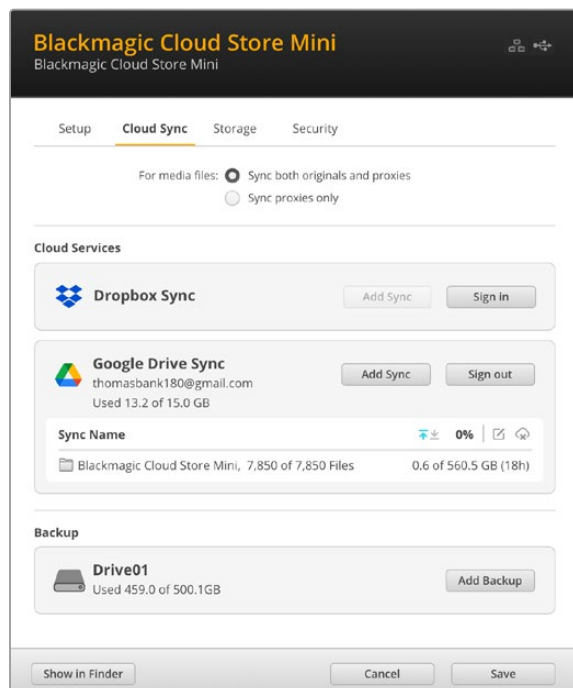 Blackmagic Cloud Store Mini
Blackmagic Cloud Store Mini
Setup Cloud Sync Storage Security
For media files: Sync both originals and proxies
Sync proxies only
Cloud Services
Dropbox Sync Add Sync Sign in
Google Drive Sync
thomasbank180@gmail.com
Used 13.2 of 15.0 GB
Add Sync Sign out
Sync Name 0%
Blackmagic Cloud Store Mini, 7,850 of 7,850 Files 0.6 of 560.5 GB (18h)
Backup
Drive01
Used 459.0 of 500.1GB
Add Backup
Show in Finder Cancel Save